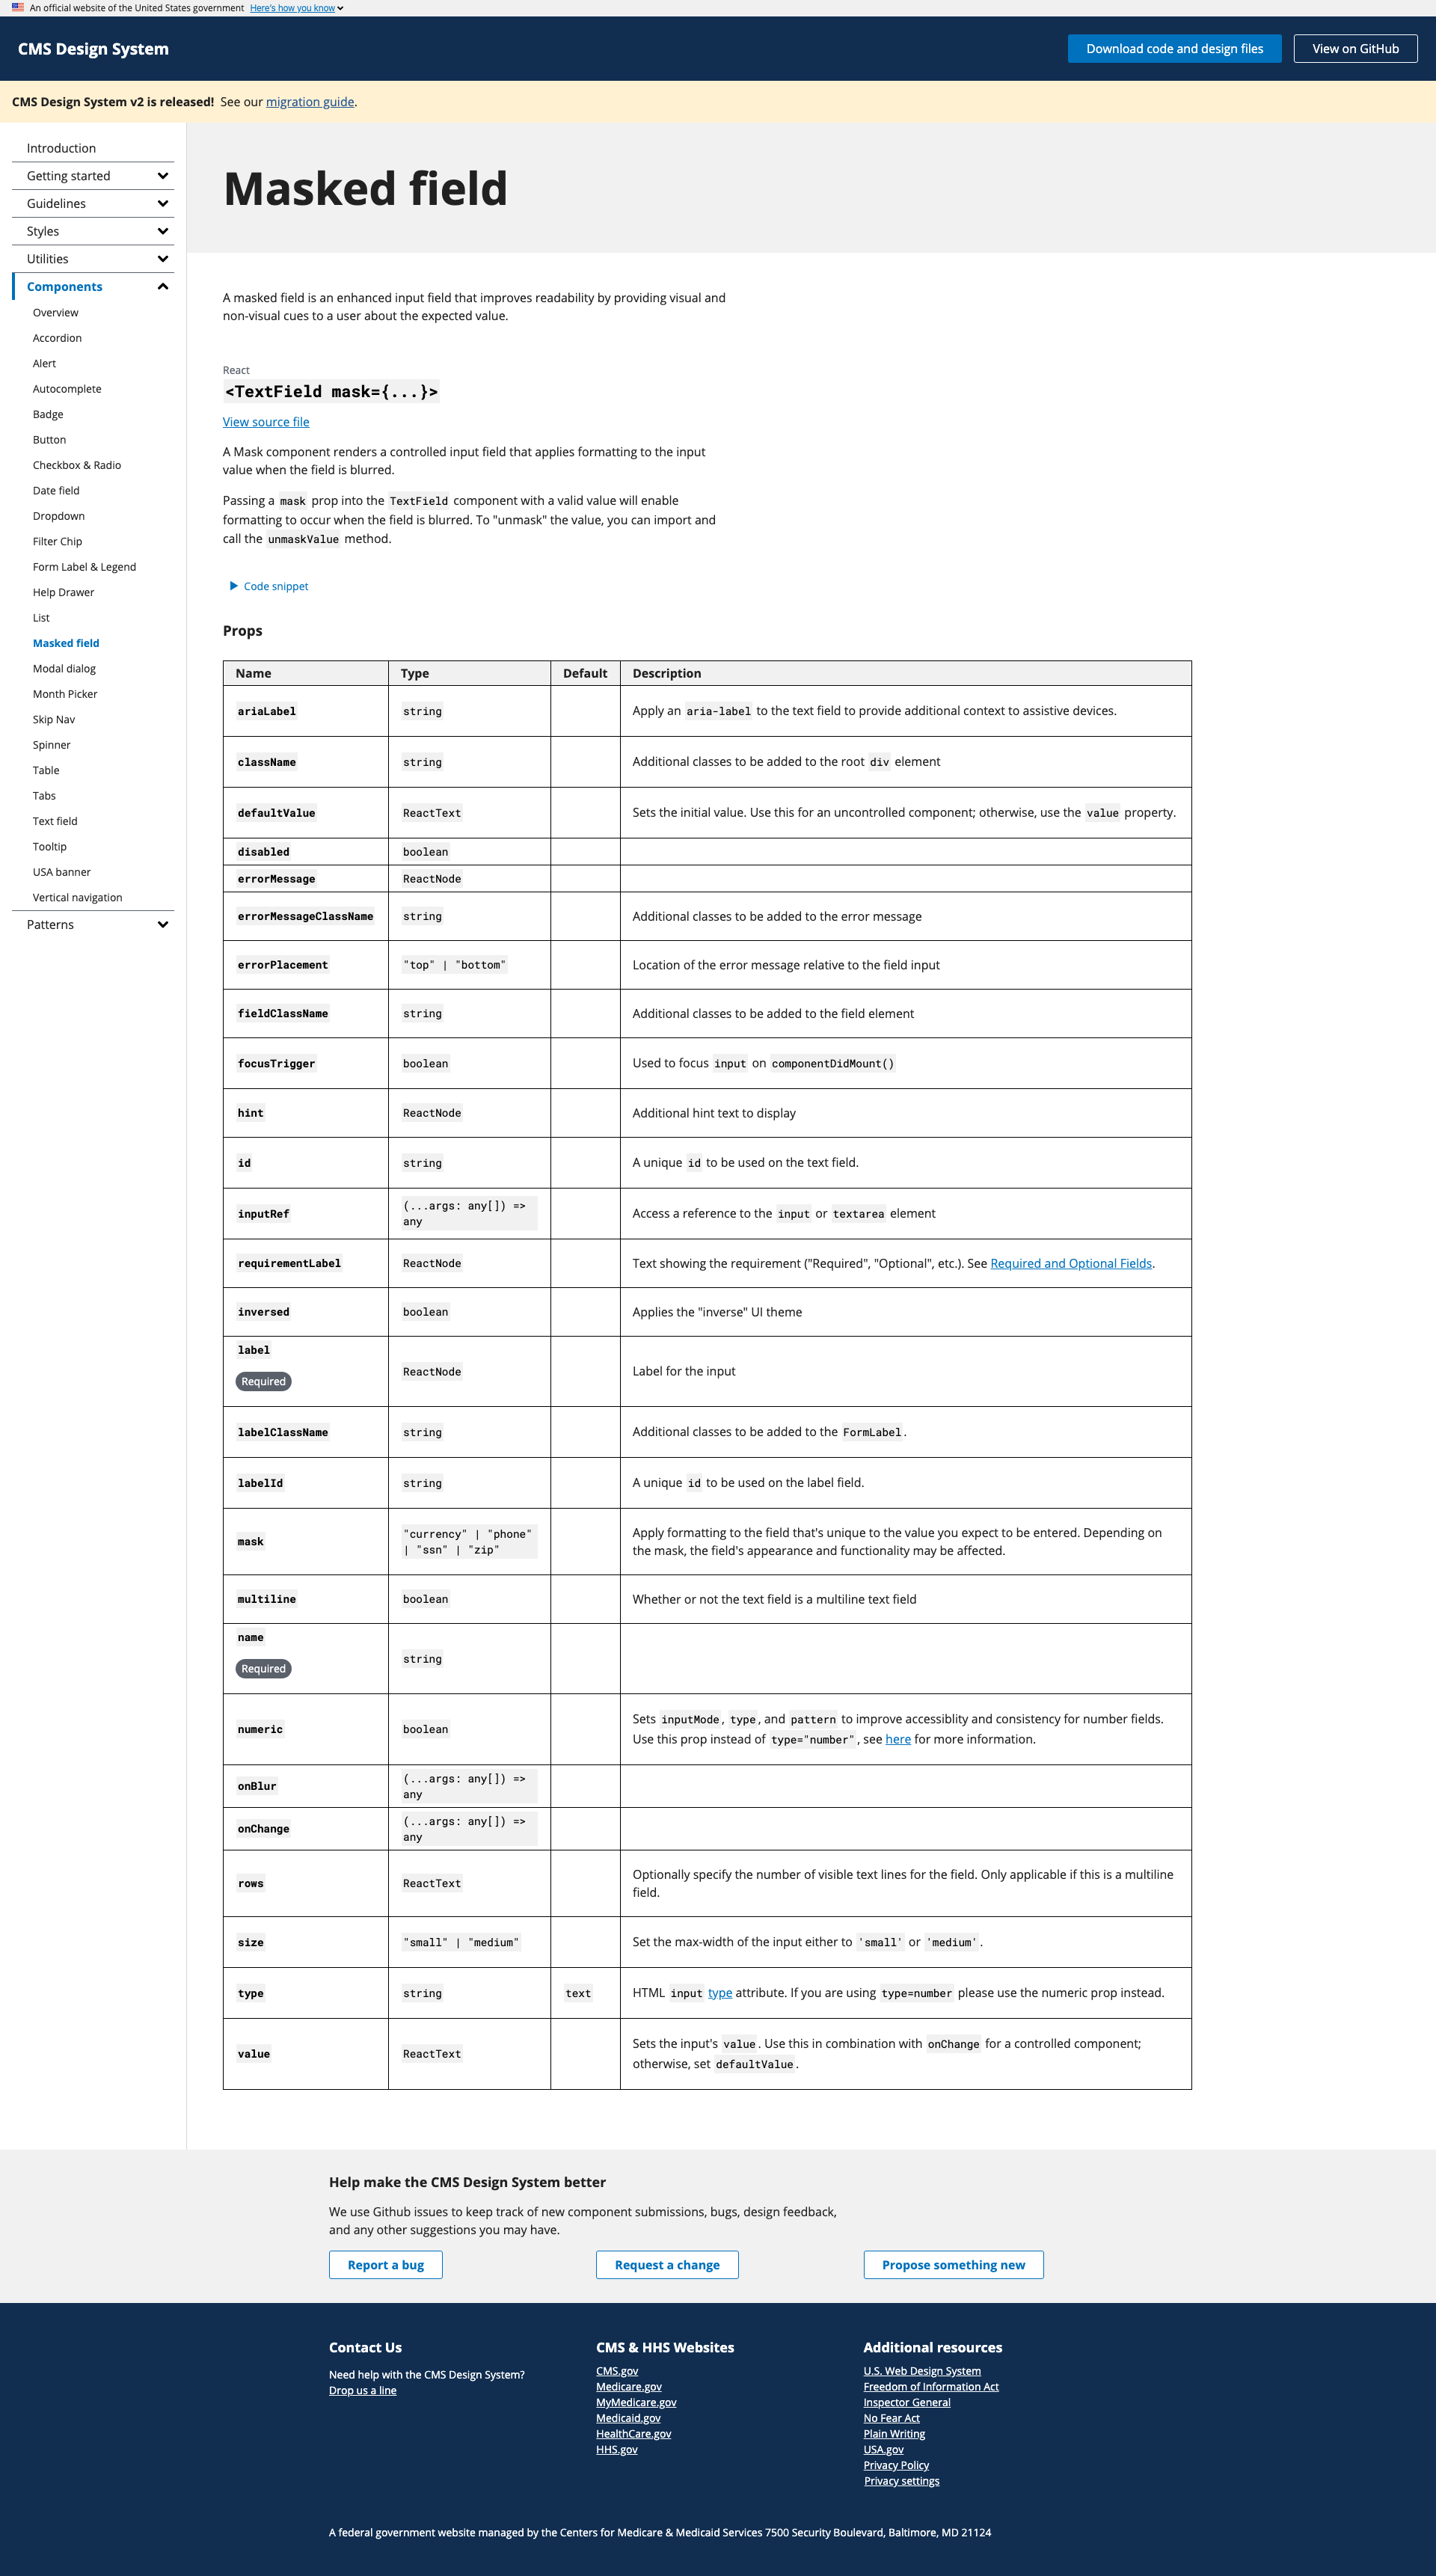 An official website of the United States government Here's how you know
CMS Design System
Download code and design files
View on GitHub
CMS Design System v2 is released! See our migration guide.
Introduction
Getting started
Guidelines
Styles
Utilities
Components
Overview
Accordion
Alert
Autocomplete
Badge
Button
Checkbox & Radio
Date field
Dropdown
Filter Chip
Form Label & Legend
Help Drawer
List
Masked field
Modal dialog
Month Picker
Skip Nav
Spinner
Table
Tabs
Text field
Tooltip
USA banner
Vertical navigation
Patterns
Masked field
A masked field is an enhanced input field that improves readability by providing visual and
non-visual cues to a user about the expected value.
React
<TextField mask={...}>
View source file
A Mask component renders a controlled input field that applies formatting to the input
value when the field is blurred.
Passing a mask prop into the TextField component with a valid value will enable
formatting to occur when the field is blurred. To "unmask" the value, you can import and
call the unmaskValue method.
Code snippet
Props
Name Type Default Description
ariaLabel string Apply an aria-label to the text field to provide additional context to assistive devices.
className string Additional classes to be added to the root div element
defaultValue ReactText Sets the initial value. Use this for an uncontrolled component; otherwise, use the value property.
disabled boolean
errorMessage ReactNode
errorMessageClassName string Additional classes to be added to the error message
errorPlacement "top" | "bottom" Location of the error message relative to the field input
fieldClassName string Additional classes to be added to the field element
focusTrigger boolean Used to focus input on componentDidMount()
hint ReactNode Additional hint text to display
id string A unique id to be used on the text field.
inputRef (...args: any[]) =>
any
Access a reference to the input or textarea element
requirementLabel ReactNode Text showing the requirement ("Required", "Optional", etc.). See Required and Optional Fields.
inversed boolean Applies the "inverse" UI theme
label
Required
ReactNode Label for the input
labelClassName string Additional classes to be added to the FormLabel.
labelId string A unique id to be used on the label field.
mask "currency" | "phone"
| "ssn" | "zip"
Apply formatting to the field that's unique to the value you expect to be entered. Depending on
the mask, the field's appearance and functionality may be affected.
multiline boolean Whether or not the text field is a multiline text field
name
Required
string
numeric boolean Sets inputMode, type, and pattern to improve accessiblity and consistency for number fields.
Use this prop instead of type="number", see here for more information.
onBlur (...args: any[]) =>
any
onChange (...args: any[]) =>
any
rows ReactText Optionally specify the number of visible text lines for the field. Only applicable if this is a multiline
field.
size "small" | "medium" Set the max-width of the input either to 'small' or 'medium'.
type string text HTML input type attribute. If you are using type=number please use the numeric prop instead.
value ReactText Sets the input's value. Use this in combination with onChange for a controlled component;
otherwise, set defaultValue.
Help make the CMS Design System better
We use Github issues to keep track of new component submissions, bugs, design feedback,
and any other suggestions you may have.
Report a bug
Request a change
Propose something new
Contact Us
Need help with the CMS Design System?
Drop us a line
CMS & HHS Websites
CMS.gov
Medicare.gov
MyMedicare.gov
Medicaid.gov
HealthCare.gov
HHS.gov
Additional resources
U.S. Web Design System
Freedom of Information Act
Inspector General
No Fear Act
Plain Writing
USA.gov
Privacy Policy
Privacy settings
A federal government website managed by the Centers for Medicare & Medicaid Services 7500 Security Boulevard, Baltimore, MD 21124